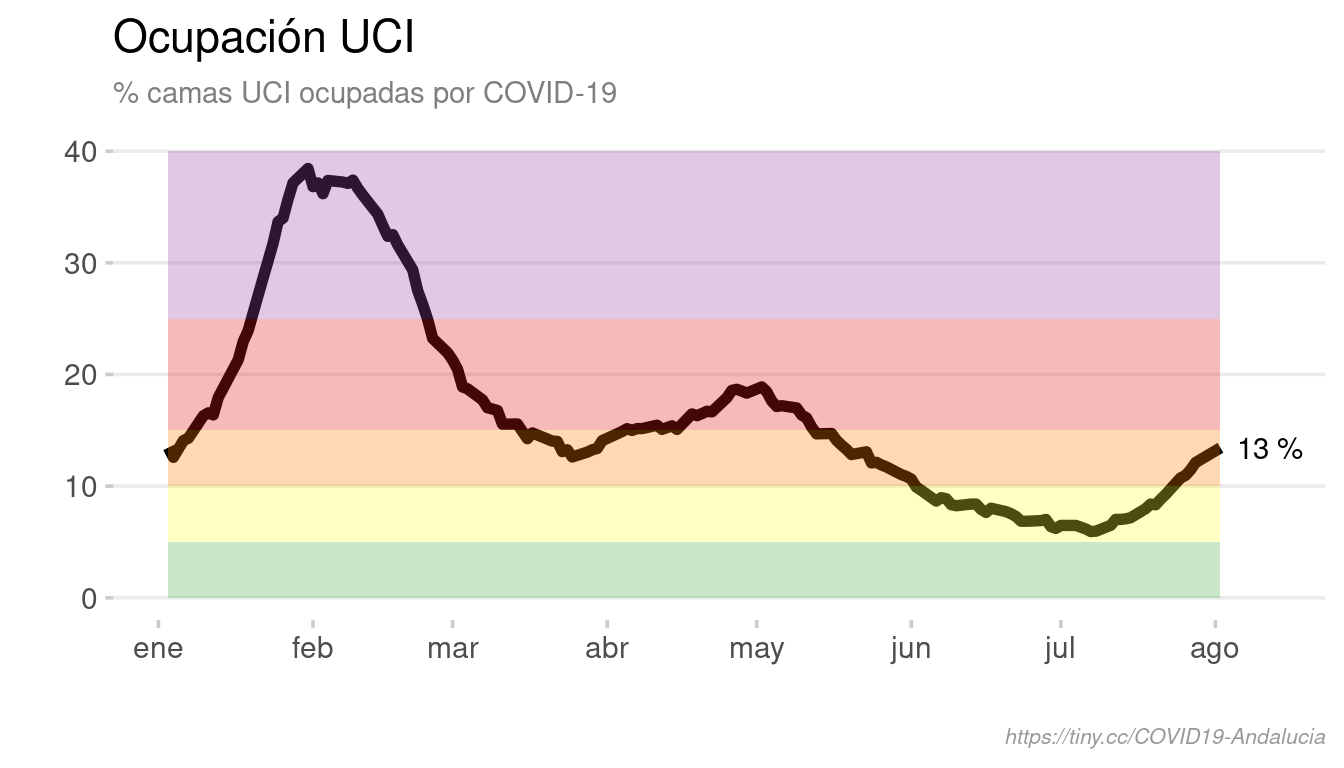 Ocupación UCI
% camas UCI ocupadas por COVID-19
40
30
20
10
0
13 %
ene feb mar abr may jun jul ago
https://tiny.cc/COVID19-Andalucia